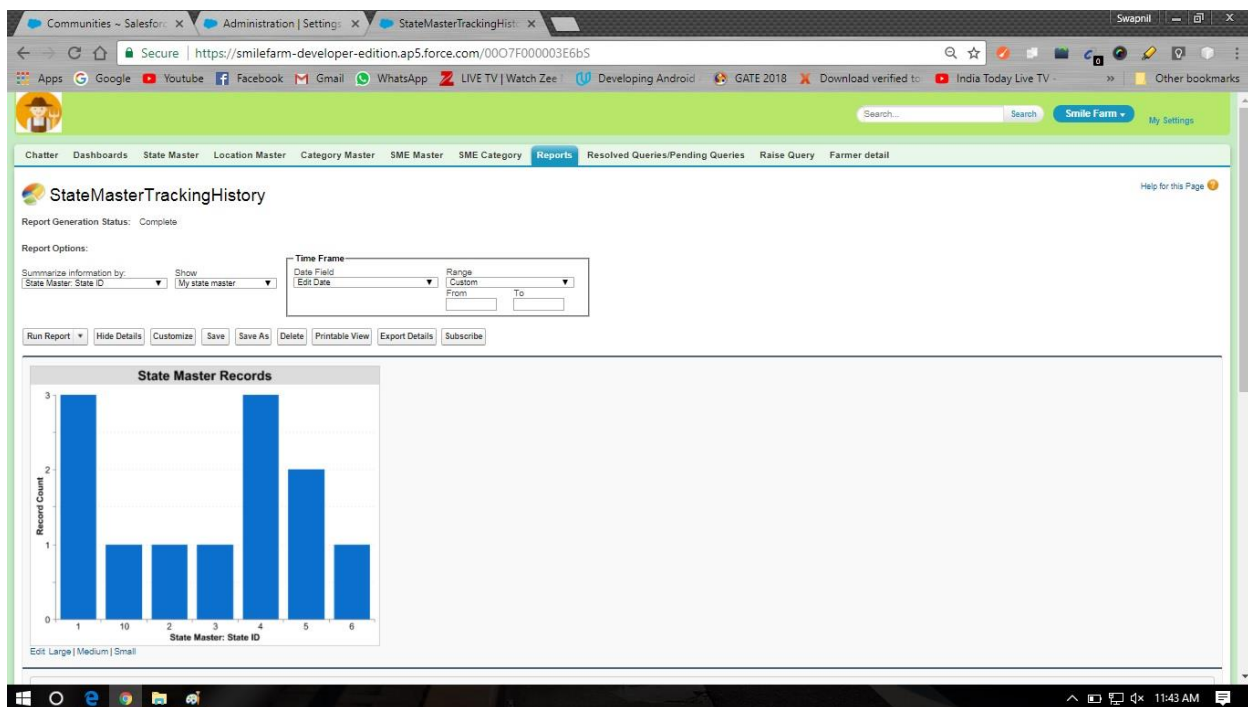 Communities ~ Salesforc
Administration | Settings
StateMasterTrackingHist
Swapnil
Secure | https://smilefarm-developer-edition.ap5.force.com/00O7F000003E6bS
Apps Google Youtube Facebook Gmail WhatsApp LIVE TV | Watch Zee Developing Android GATE 2018 Download verified to India Today Live TV - » Other bookmarks
Search... Search Smile Farm My Settings
Chatter Dashboards State Master Location Master Category Master SME Master SME Category Reports Resolved Queries/Pending Queries Raise Query Farmer detail
StateMasterTrackingHistory
Help for this Page
Report Generation Status: Complete
Report Options:
Time Frame
Summarize information by: Show Date Field Range
State Master: State ID My state master Edit Date Custom
From To
Run Report Hide Details Customize Save Save As Delete Printable View Export Details Subscribe
State Master Records
3
2
1
0
Record Count
1 10 2 3 4 5 6
State Master: State ID
Edit Large | Medium | Small
11:43 AM